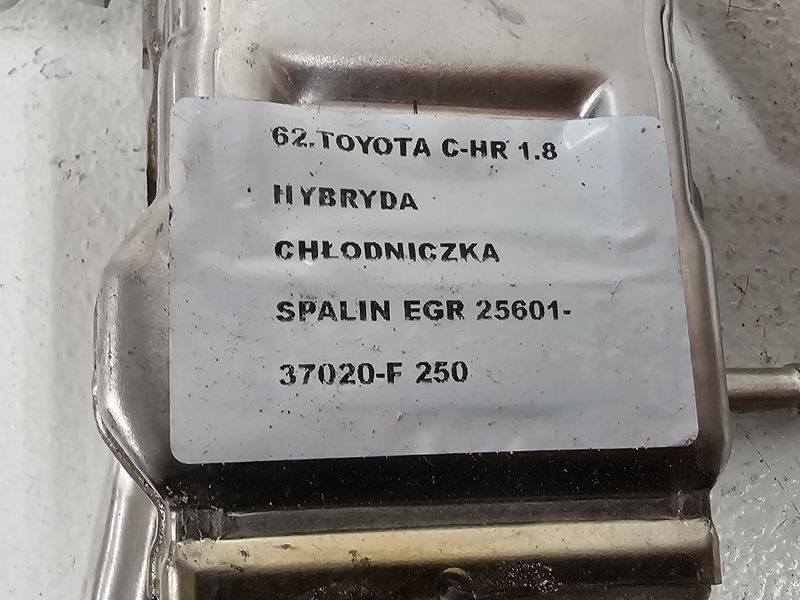 62.TOYOTA C-HR 1.8
HYBRYDA
CHŁODNICZKA
SPALIN EGR 25601-
37020-F 250